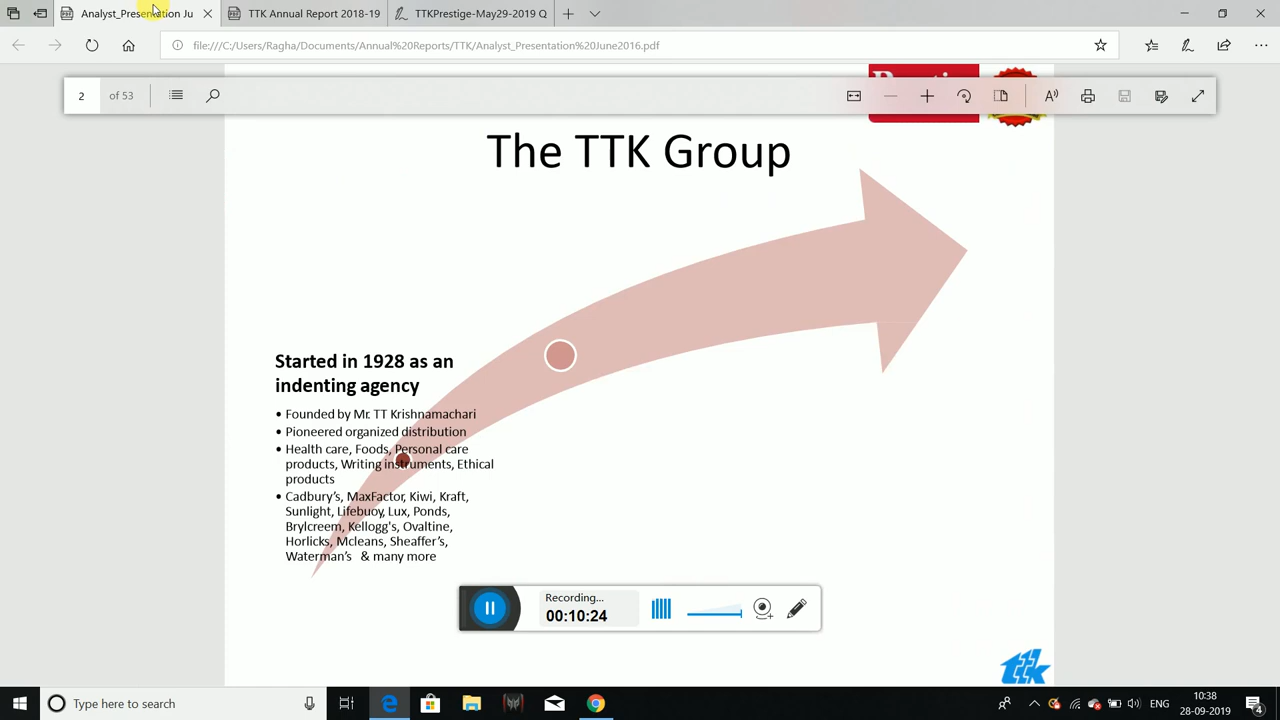 Analyst_Presentation Ju
TTK Annual Report 2018-19
TTKPrestige-May29-2019 Q
file:///C:/Users/Ragha/Documents/Annual%20Reports/TTK/Analyst_Presentation%20June2016.pdf
2 of 53
The TTK Group
Started in 1928 as an
indenting agency
• Founded by Mr. TT Krishnamachari
• Pioneered organized distribution
• Health care, Foods, Personal care
products, Writing instruments, Ethical
products
• Cadbury's, MaxFactor, Kiwi, Kraft,
Sunlight, Lifebuoy, Lux, Ponds,
Brylcreem, Kellogg's, Ovaltine,
Horlicks, Mcleans, Sheaffer's,
Waterman's & many more
Recording...
00:10:24
ttk
Type here to search
ENG
10:38
28-09-2019
4